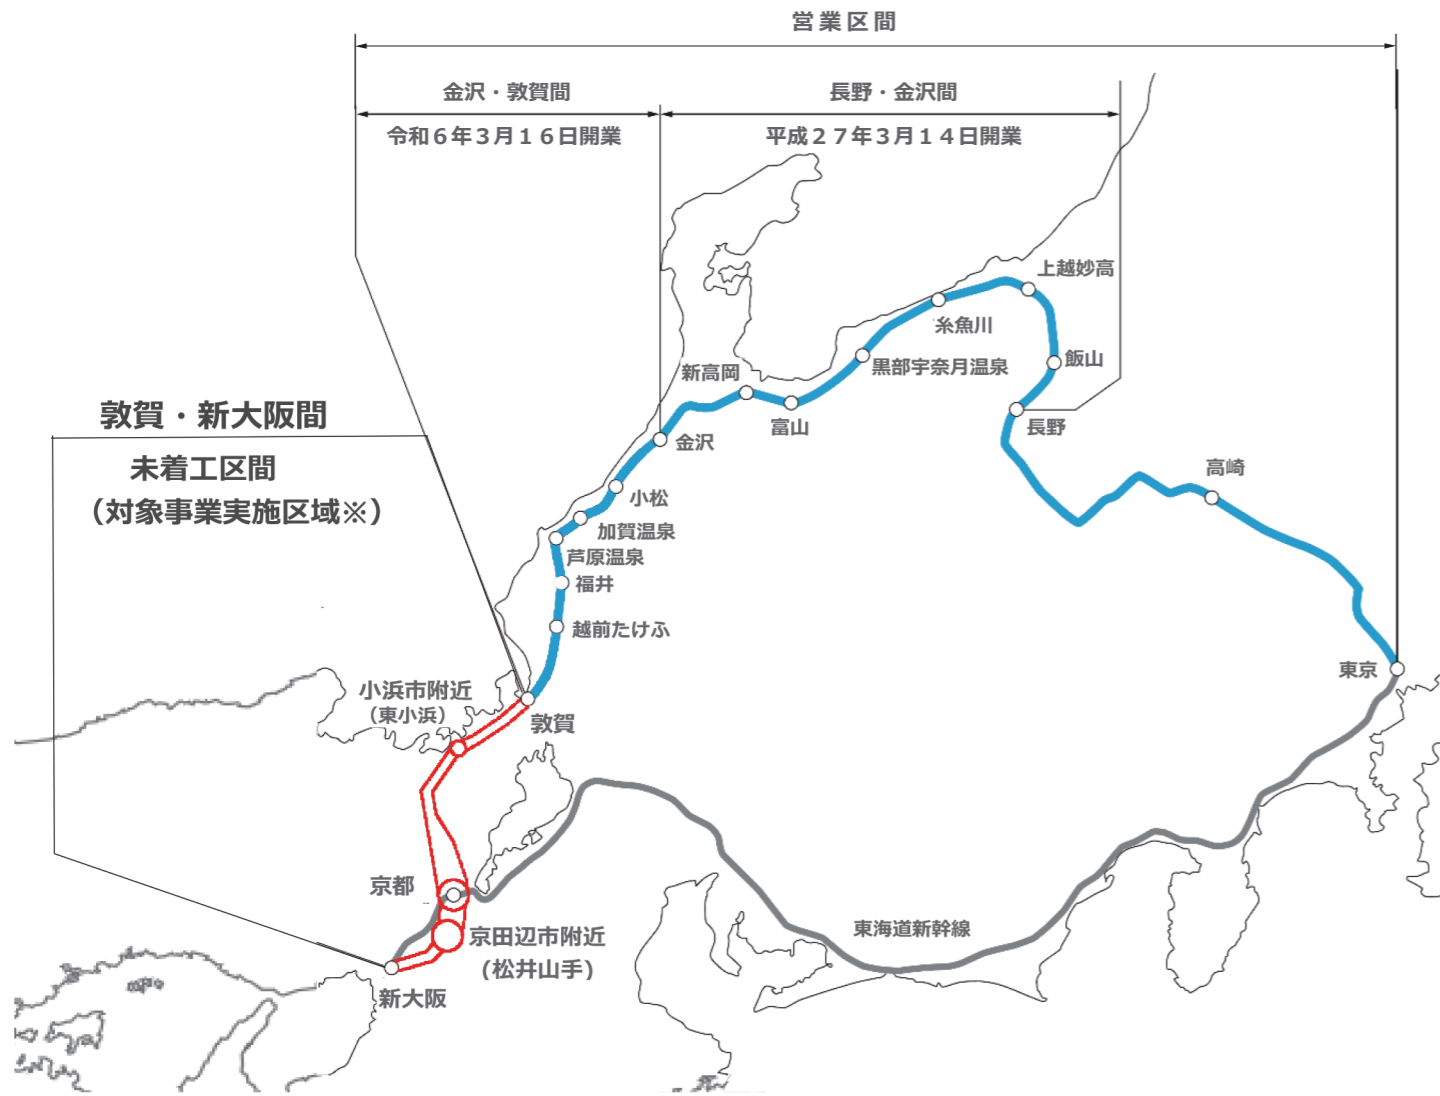 営業区間
金沢・敦賀間
長野・金沢間
令和６年３月１６日開業
平成２７年３月１４日開業
上越妙高
糸魚川
黒部宇奈月温泉
飯山
新高岡
富山
長野
敦賀・新大阪間
金沢
未着工区間
高崎
小松
（対象事業実施区域※）
加賀温泉
芦原温泉
福井
越前たけふ
東京
小浜市附近
（東小浜）
敦賀
京都
東海道新幹線
京田辺市附近
(松井山手)
新大阪